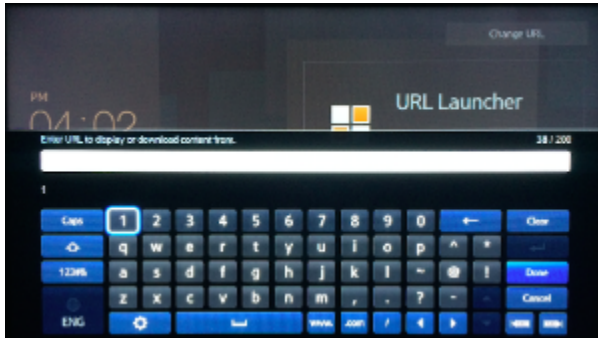 Change URL
PM
04:02
URL Launcher
Enter URL to display or download content from.
38 / 200
1
Caps 1 2 3 4 5 6 7 8 9 0 ← Clear
q w e r t y u i o p ^ *
123#& a s d f g h j k l ~ @ ! Done
z x c v b n m , . ? - Cancel
ENG www. .com /